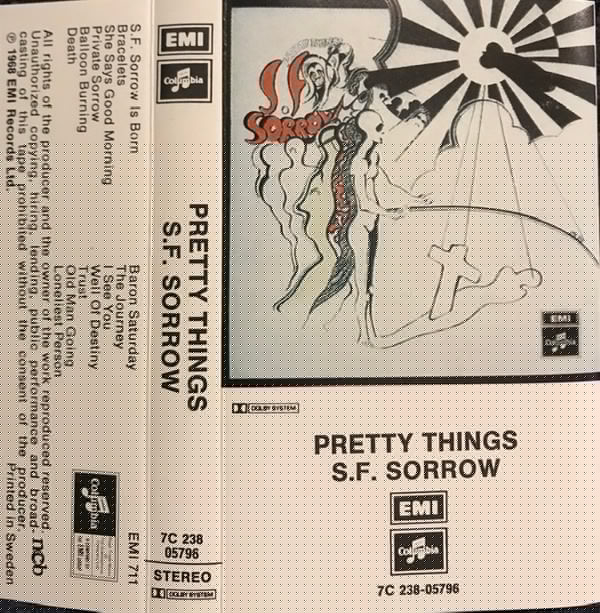 S.F. Sorrow Is Born
Bracelets
She Says Good Morning
Private Sorrow
Balloon Burning
Death
Baron Saturday
The Journey
I See You
Well Of Destiny
Trust
Old Man Going
Loneliest Person
EMI 711
Columbia
All rights of the producer and the owner of the work reproduced reserved.
Unauthorized copying, hiring, lending, public performance and broad-
casting of this tape prohibited without the consent of the producer.
℗ 1968 EMI Records Ltd.
Printed in Sweden
ncb
EMI
Columbia
PRETTY THINGS
S.F. SORROW
7C 238
05796
STEREO
DOLBY SYSTEM
S.F
SORROW
EMI
Columbia
DOLBY SYSTEM
PRETTY THINGS
S.F. SORROW
EMI
Columbia
7C 238-05796